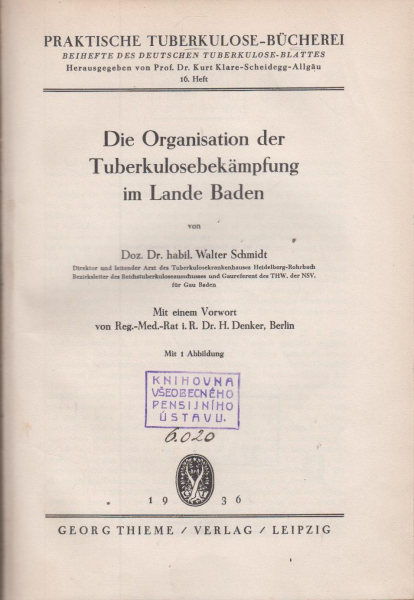 PRAKTISCHE TUBERKULOSE-BÜCHEREI
BEIHEFTE DES DEUTSCHEN TUBERKULOSE-BLATTES
Herausgegeben von Prof. Dr. Kurt Klare-Scheidegg-Allgäu
16. Heft
Die Organisation der
Tuberkulosebekämpfung
im Lande Baden
von
Doz. Dr. habil. Walter Schmidt
Direktor und leitender Arzt des Tuberkulosekrankenhauses Heidelberg-Rohrbach
Bezirksleiter des Reichstuberkuloseausschusses und Gaureferent des THW. der NSV.
für Gau Baden
Mit einem Vorwort
von Reg.-Med.-Rat i. R. Dr. H. Denker, Berlin
Mit 1 Abbildung
KNIHOVNA
VŠEOBECNÉHO
PENSIJNÍHO
ÚSTAVU.
6.020
1936
GEORG THIEME / VERLAG / LEIPZIG